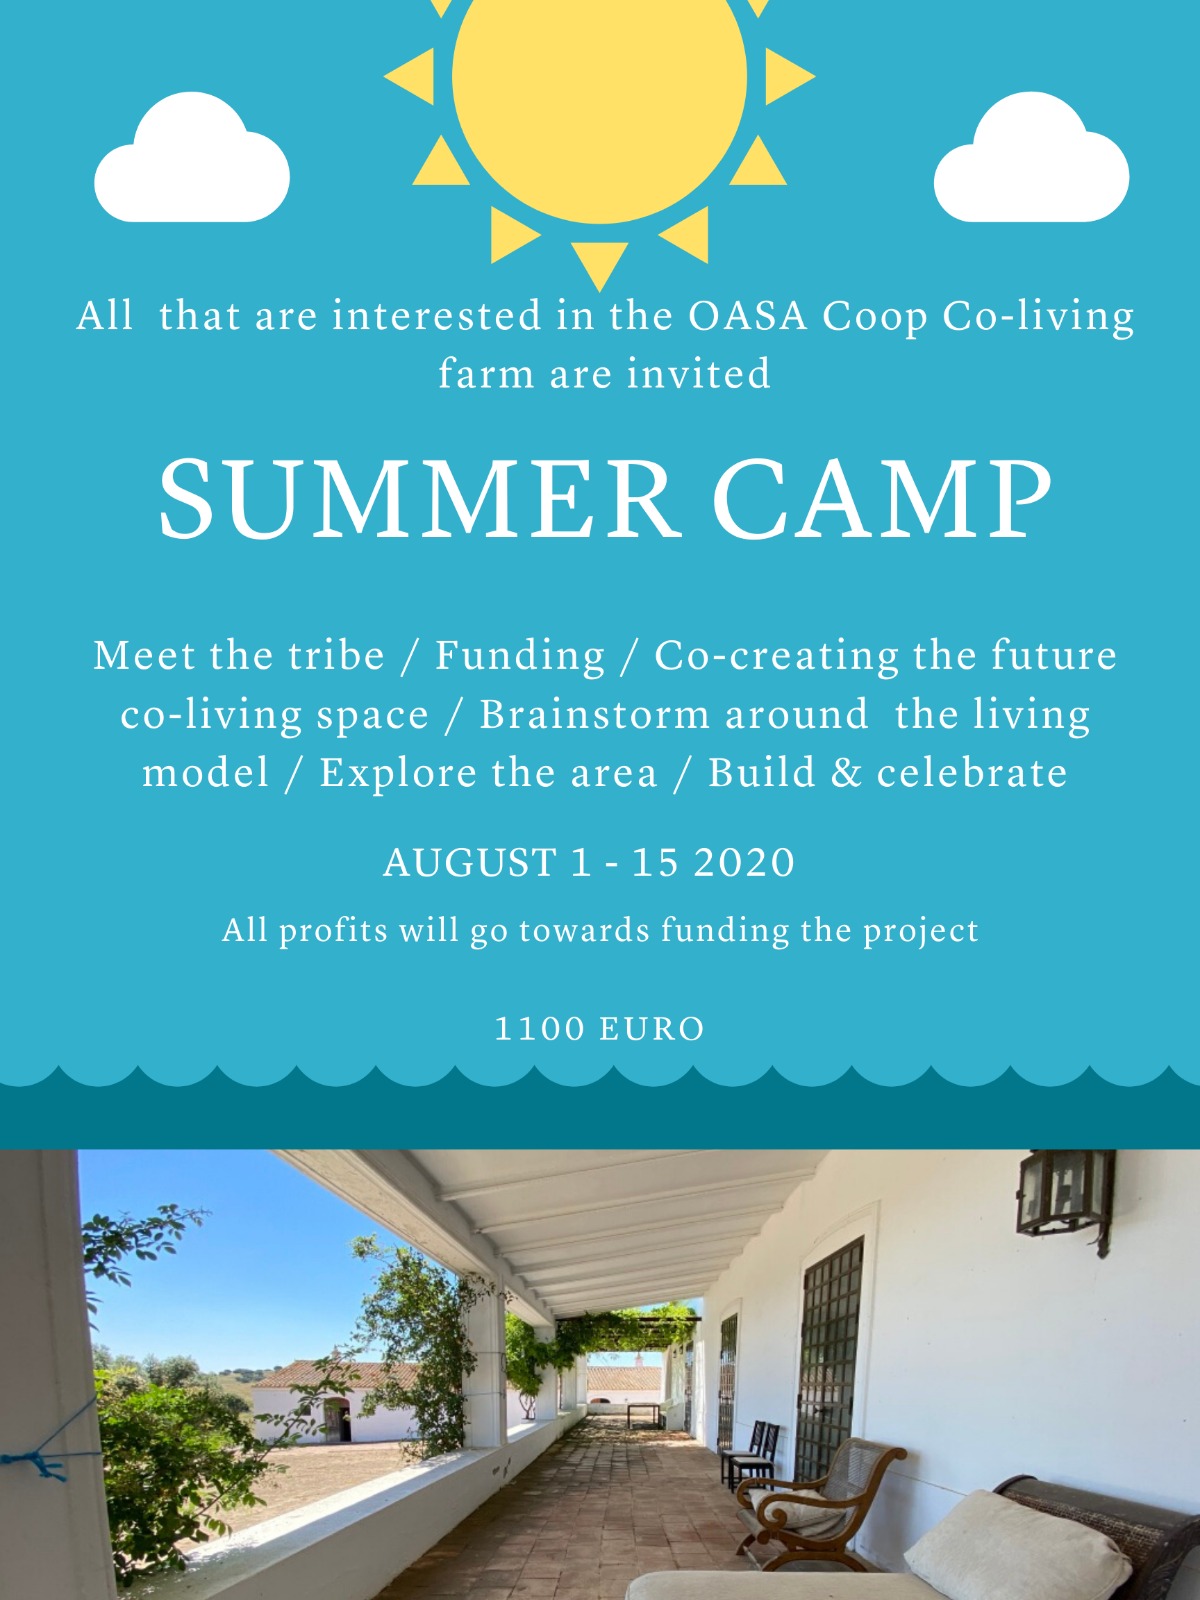 All that are interested in the OASA Coop Co-living
farm are invited
SUMMER CAMP
Meet the tribe / Funding / Co-creating the future
co-living space / Brainstorm around the living
model / Explore the area / Build & celebrate
AUGUST 1 - 15 2020
All profits will go towards funding the project
1100 EURO